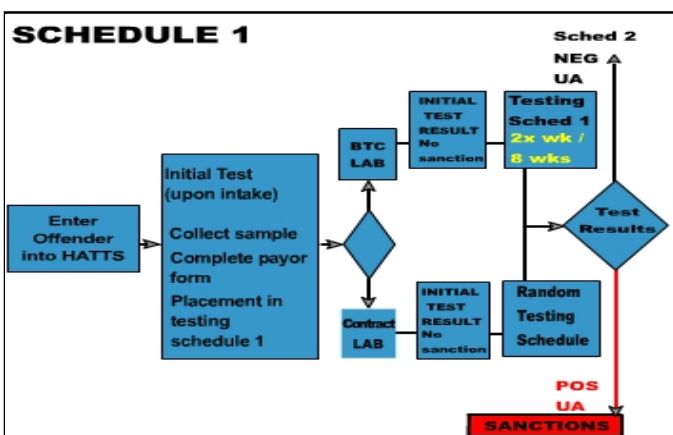 SCHEDULE 1
Sched 2
NEG
UA
Enter
Offender
into HATTS
Initial Test
(upon intake)
Collect sample
Complete payor
form
Placement in
testing
schedule 1
BTC
LAB
INITIAL
TEST
RESULT
No
sanction
Testing
Sched 1
2x wk /
8 wks
Contract
LAB
INITIAL
TEST
RESULT
No
sanction
Random
Testing
Schedule
Test
Results
POS
UA
SANCTIONS